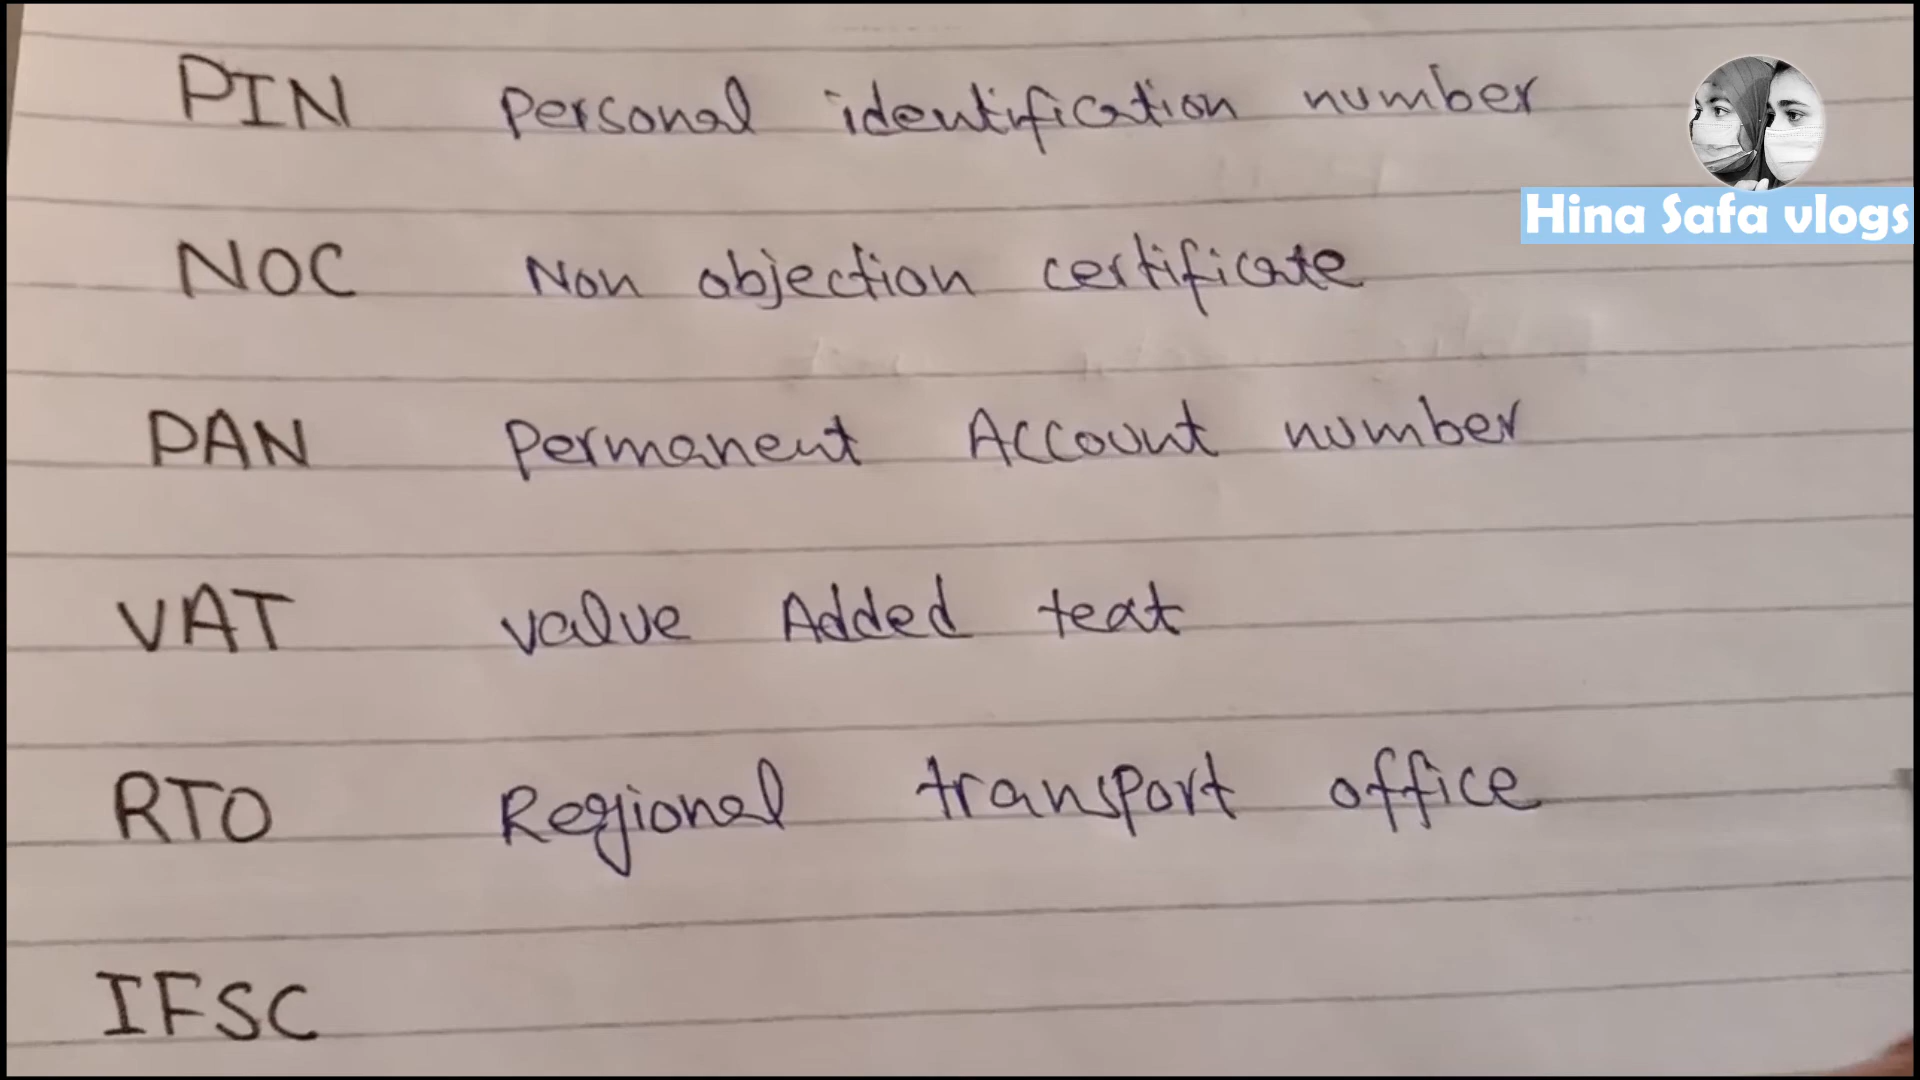 PIN Personal identification number
Hina Safa vlogs
NOC Non objection certificate
PAN Permanent Account number
VAT value Added teat
RTO Regional transport office
IFSC